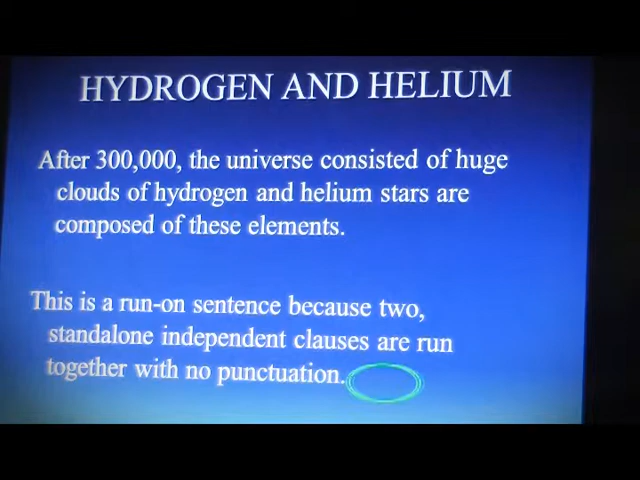 HYDROGEN AND HELIUM
After 300,000, the universe consisted of huge
clouds of hydrogen and helium stars are
composed of these elements.
This is a run-on sentence because two,
standalone independent clauses are run
together with no punctuation.